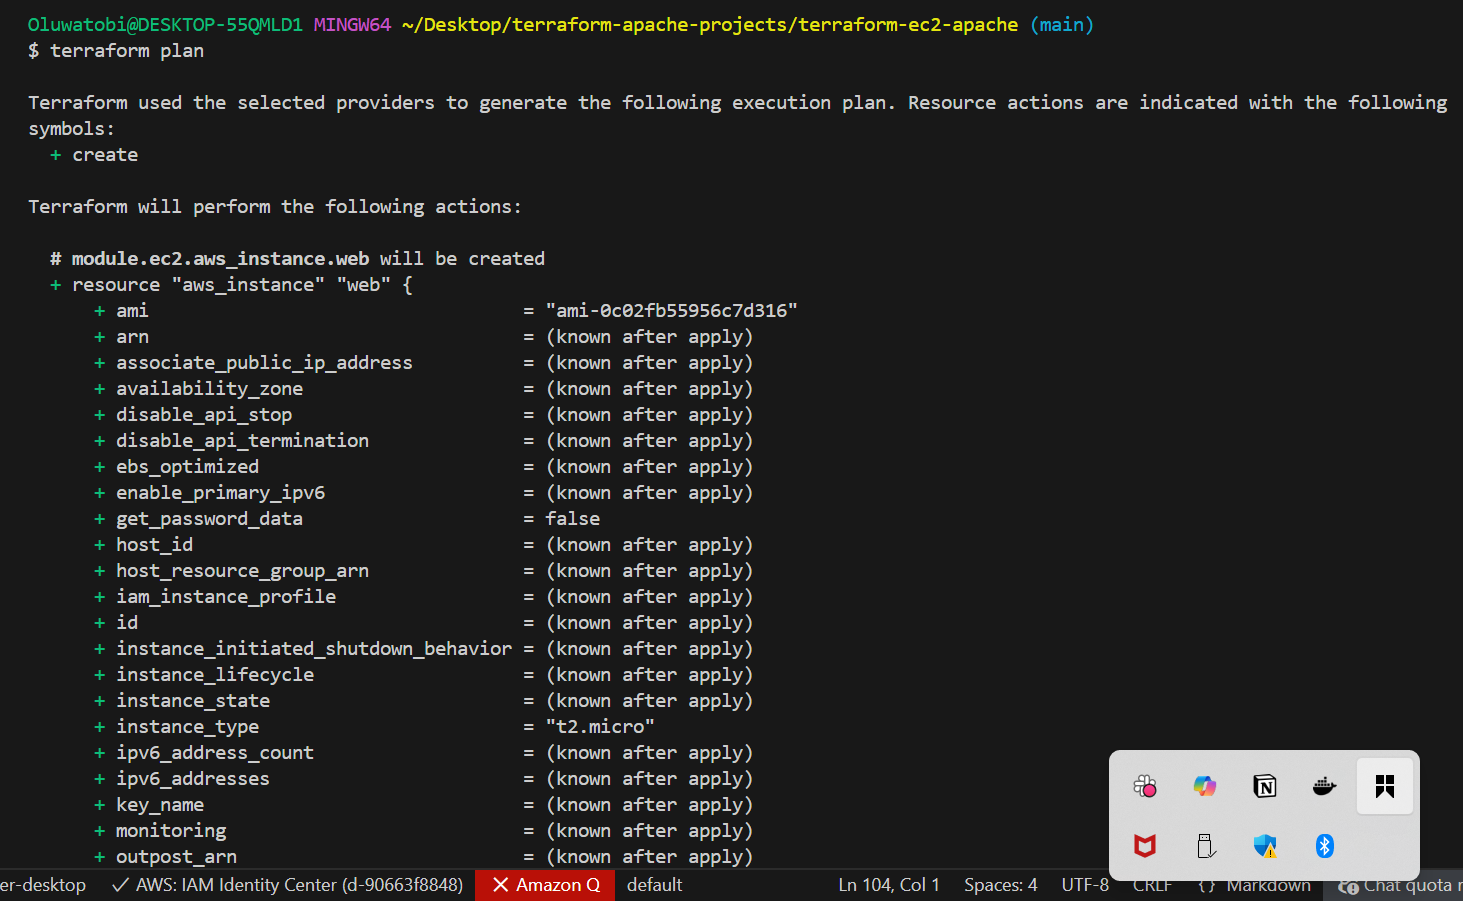 Oluwatobi@DESKTOP-55QMLD1 MINGW64 ~/Desktop/terraform-apache-projects/terraform-ec2-apache (main)
$ terraform plan
Terraform used the selected providers to generate the following execution plan. Resource actions are indicated with the following
symbols:
+ create
Terraform will perform the following actions:
# module.ec2.aws_instance.web will be created
+ resource "aws_instance" "web" {
+ ami = "ami-0c02fb55956c7d316"
+ arn = (known after apply)
+ associate_public_ip_address = (known after apply)
+ availability_zone = (known after apply)
+ disable_api_stop = (known after apply)
+ disable_api_termination = (known after apply)
+ ebs_optimized = (known after apply)
+ enable_primary_ipv6 = (known after apply)
+ get_password_data = false
+ host_id = (known after apply)
+ host_resource_group_arn = (known after apply)
+ iam_instance_profile = (known after apply)
+ id = (known after apply)
+ instance_initiated_shutdown_behavior = (known after apply)
+ instance_lifecycle = (known after apply)
+ instance_state = (known after apply)
+ instance_type = "t2.micro"
+ ipv6_address_count = (known after apply)
+ ipv6_addresses = (known after apply)
+ key_name = (known after apply)
+ monitoring = (known after apply)
+ outpost_arn = (known after apply)
er-desktop ✓ AWS: IAM Identity Center (d-90663f8848) ✕ Amazon Q default Ln 104, Col 1 Spaces: 4 UTF-8 CRLF {} Markdown Chat quota r